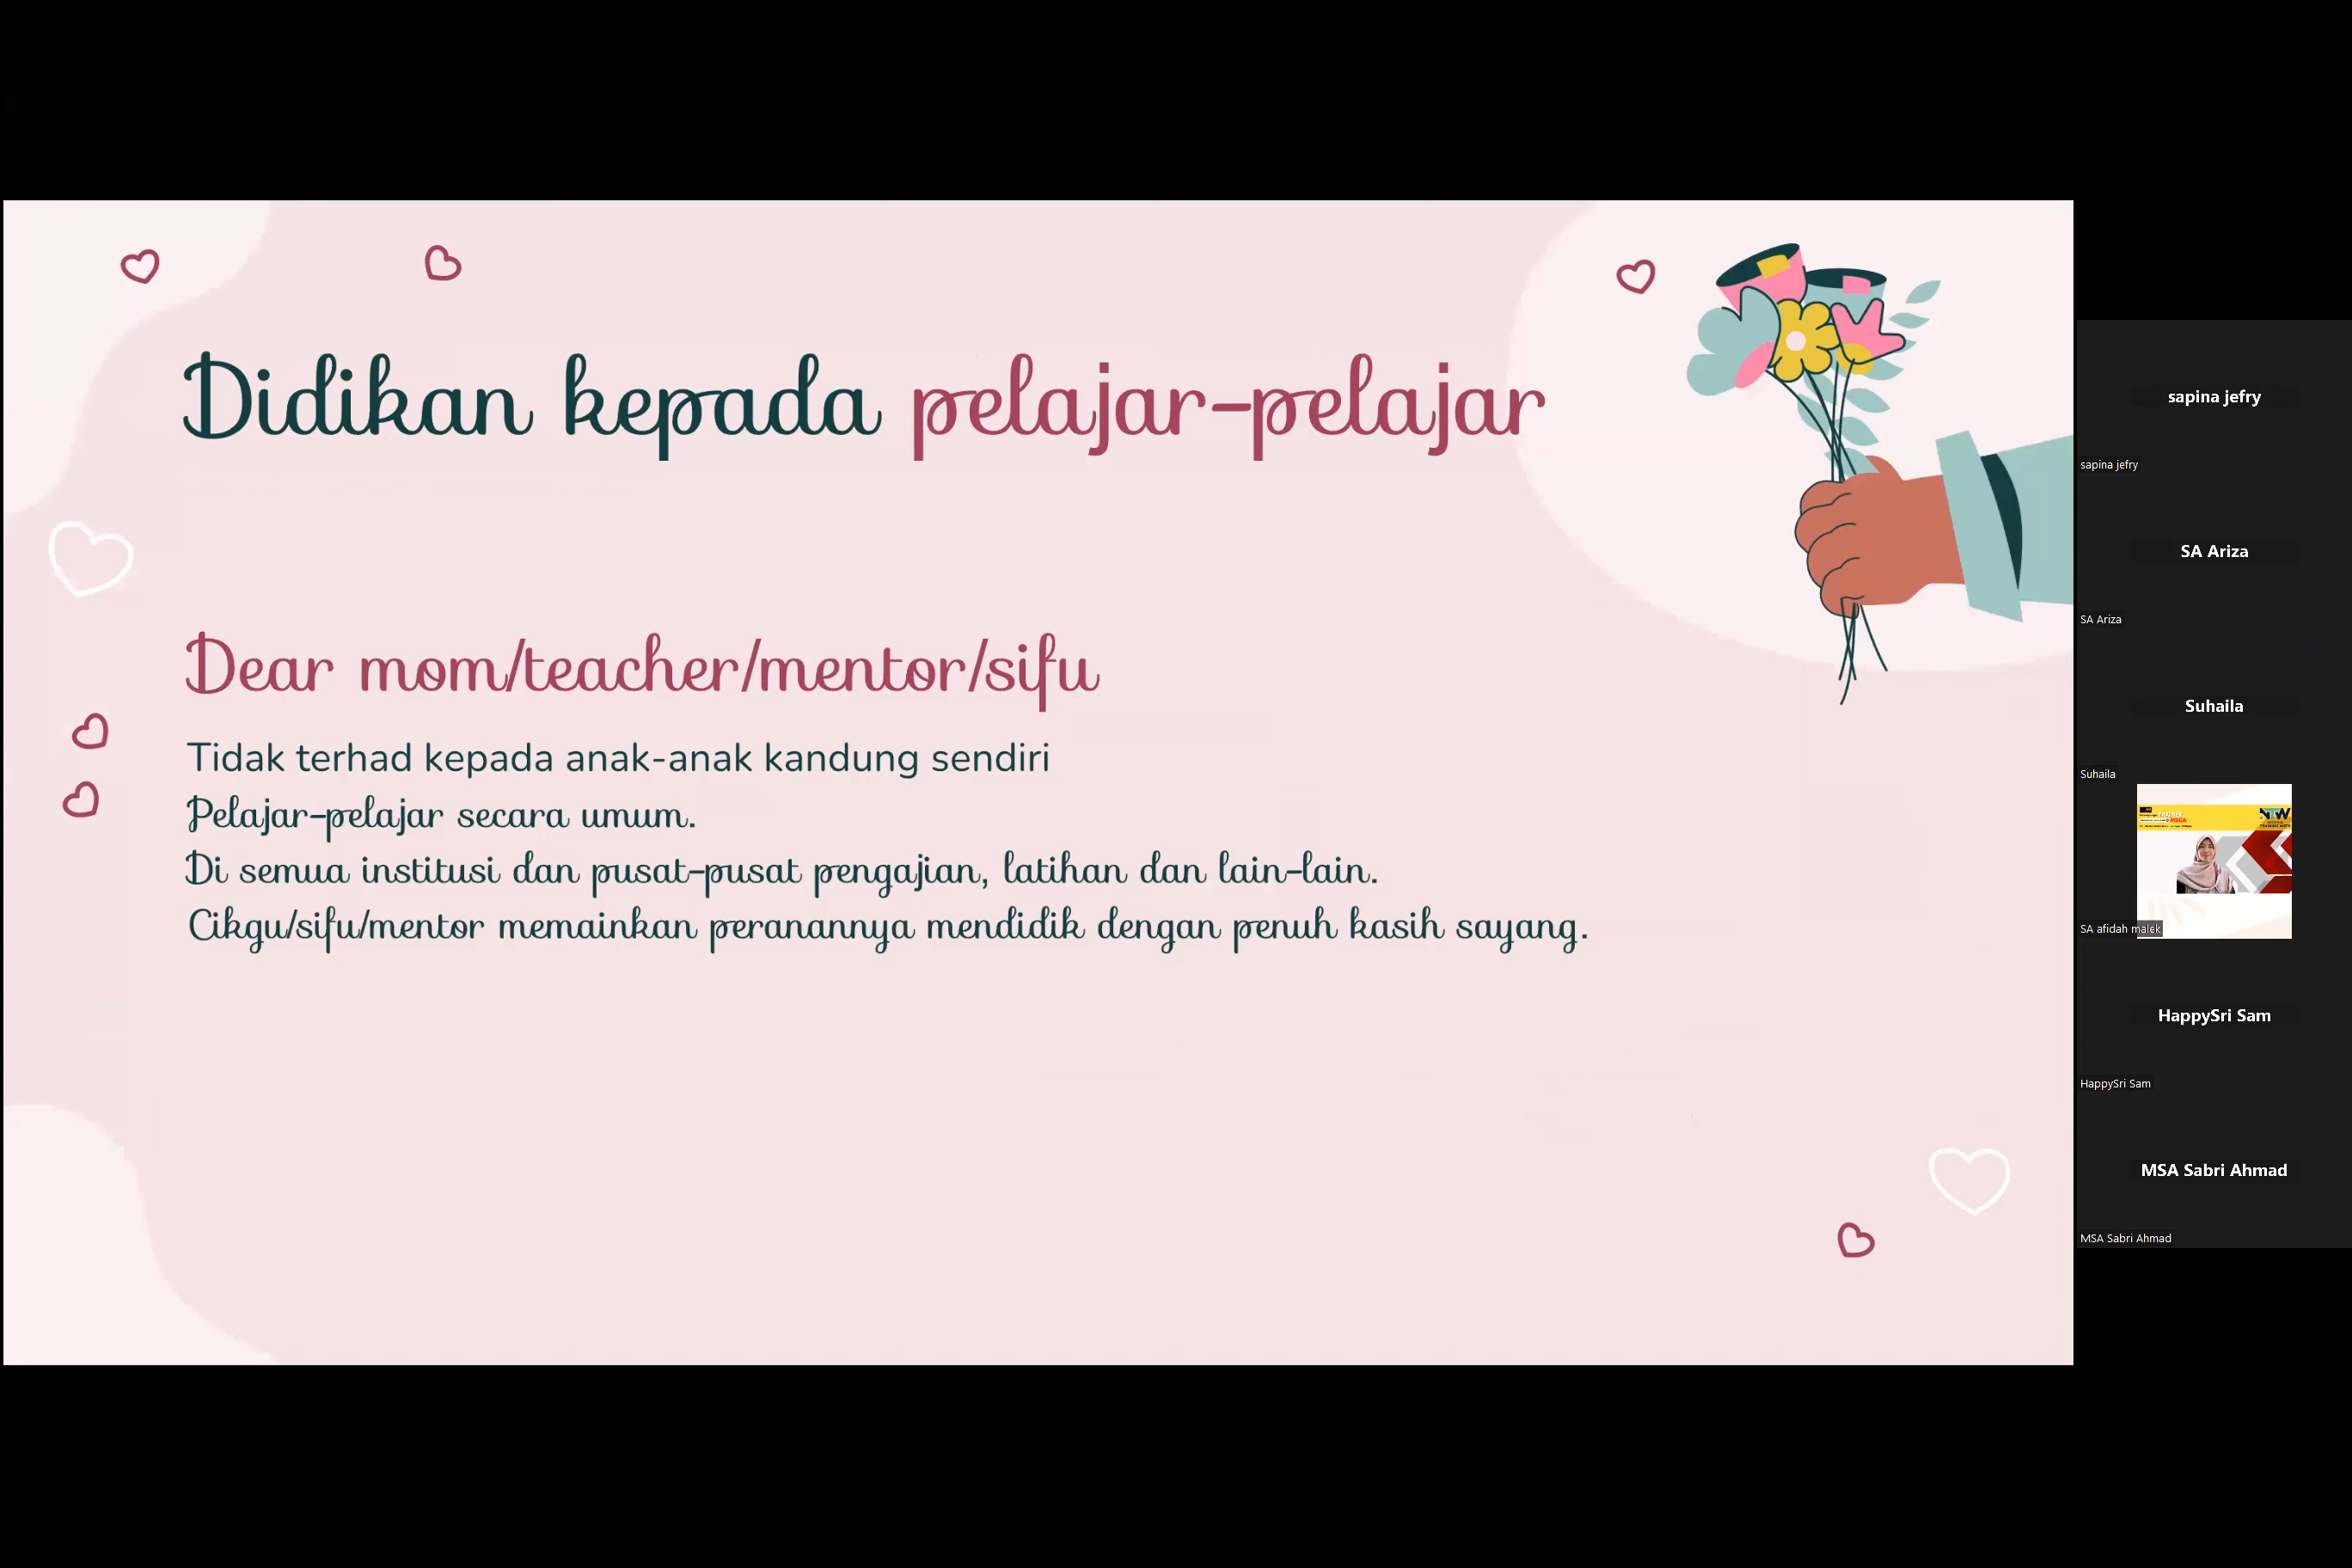 Didikan kepada pelajar-pelajar
Dear mom/teacher/mentor/sifu
Tidak terhad kepada anak-anak kandung sendiri
Pelajar-pelajar secara umum.
Di semua institusi dan pusat-pusat pengajian, latihan dan lain-lain.
Cikgu/sifu/mentor memainkan peranannya mendidik dengan penuh kasih sayang.
sapina jefry
sapina jefry
SA Ariza
SA Ariza
Suhaila
Suhaila
NTW
SA afidah malek
HappySri Sam
HappySri Sam
MSA Sabri Ahmad
MSA Sabri Ahmad